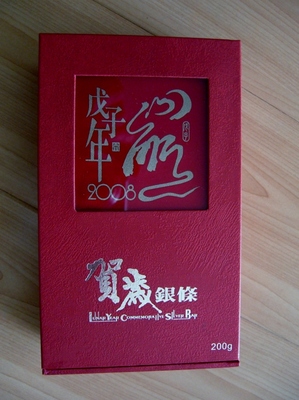 戊子年
2008
賀歲銀條
Lunar Year Commemorative Silver Bar
200g